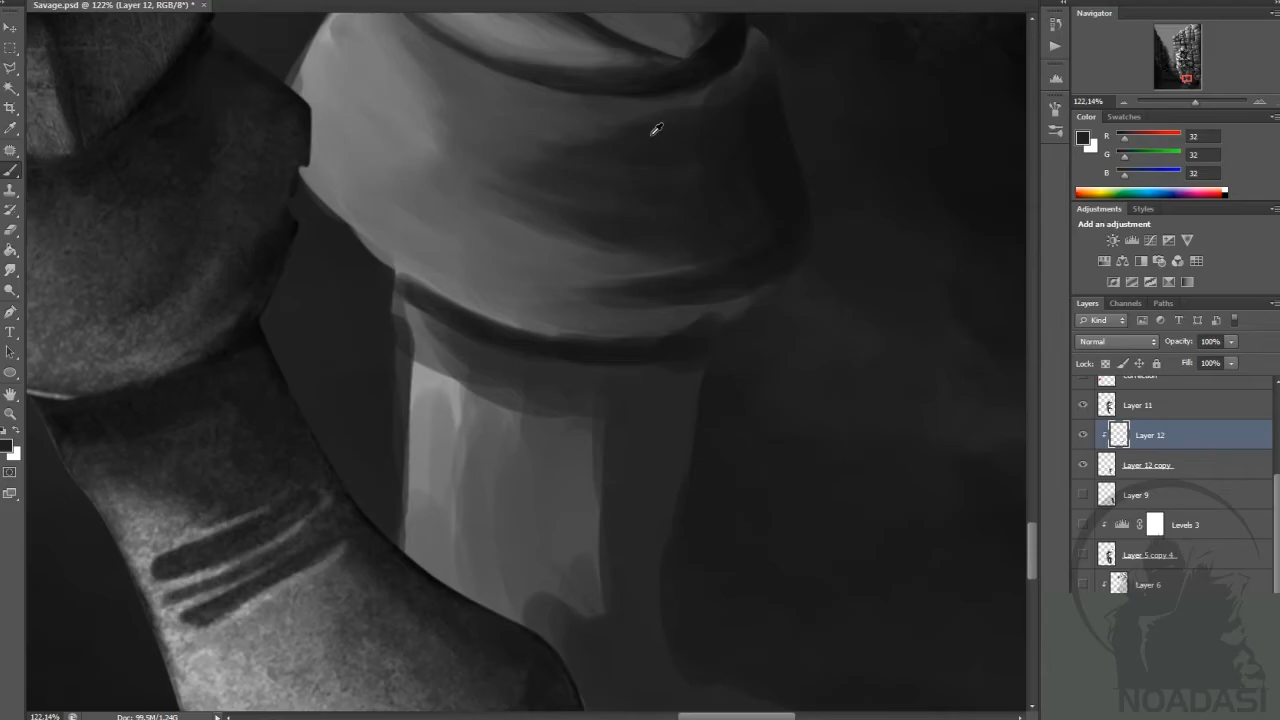 Savage.psd @ 122% (Layer 12, RGB/8*) * ×
Navigator
122,14%
Color Swatches
R 32
G 32
B 32
Adjustments Styles
Add an adjustment
Layers Channels Paths
Kind
Normal Opacity: 100%
Lock: Fill: 100%
Layer 11
Layer 12
Layer 12 copy
Layer 9
Levels 3
Layer 5 copy 4
Layer 6
NOADASI
122,14% Doc: 99,5M/1,24G